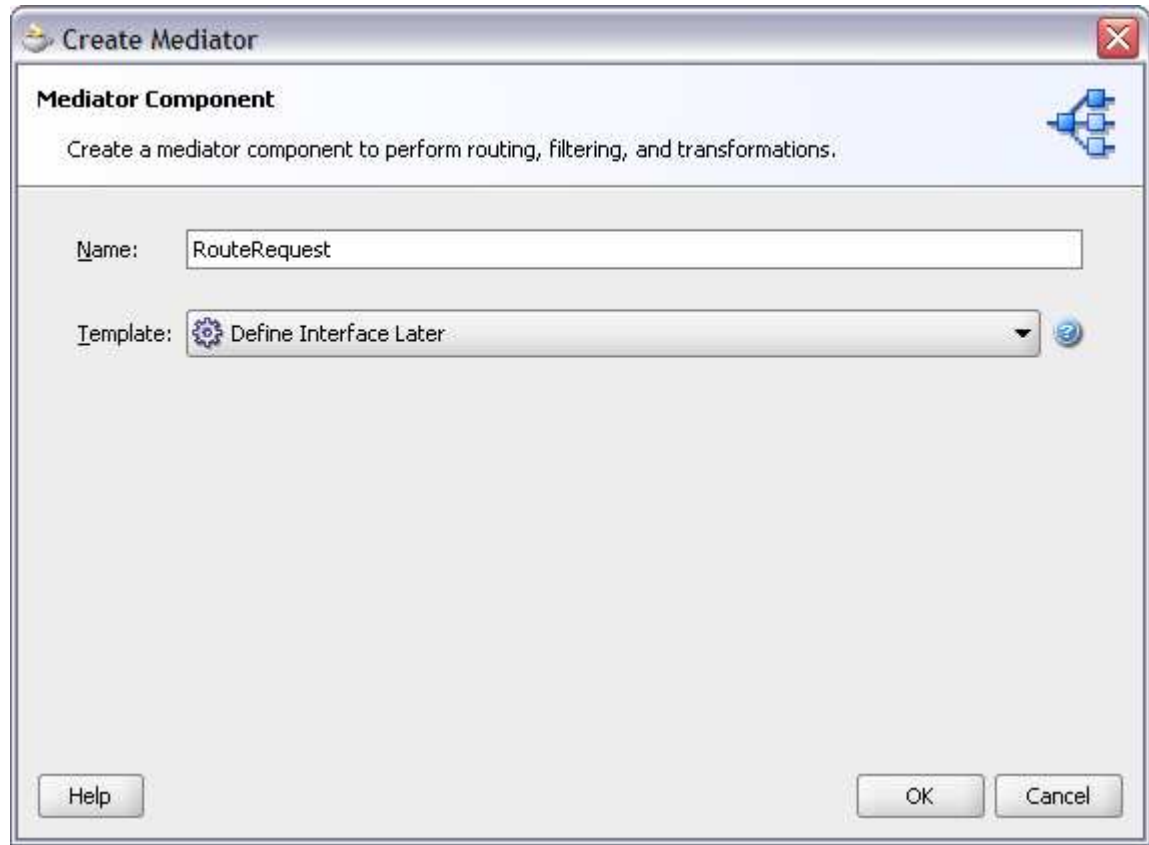 Create Mediator
Mediator Component
Create a mediator component to perform routing, filtering, and transformations.
Name: RouteRequest
Template: Define Interface Later
Help OK Cancel